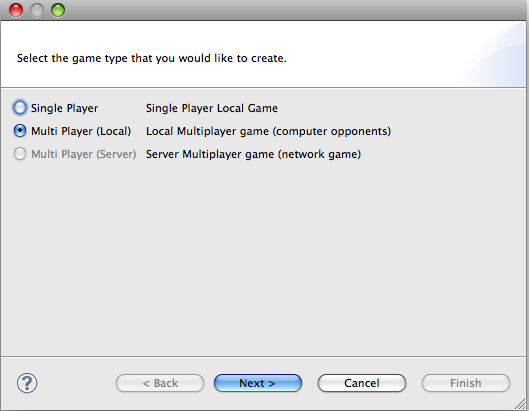 Select the game type that you would like to create.
Single Player Single Player Local Game
Multi Player (Local) Local Multiplayer game (computer opponents)
Multi Player (Server) Server Multiplayer game (network game)
? < Back Next > Cancel Finish